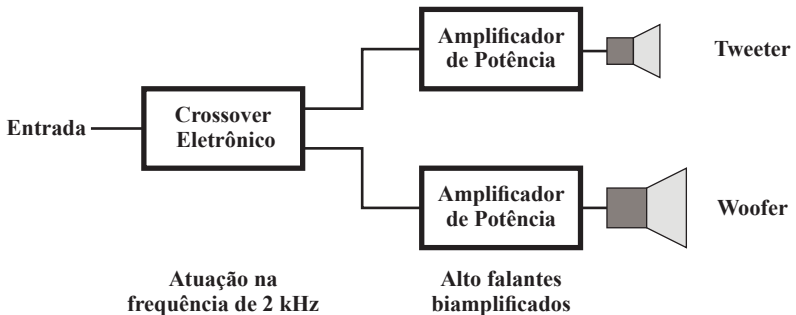 Amplificador
de Potência
Tweeter
Entrada
Crossover
Eletrônico
Amplificador
de Potência
Woofer
Atuação na
frequência de 2 kHz
Alto falantes
biamplificados